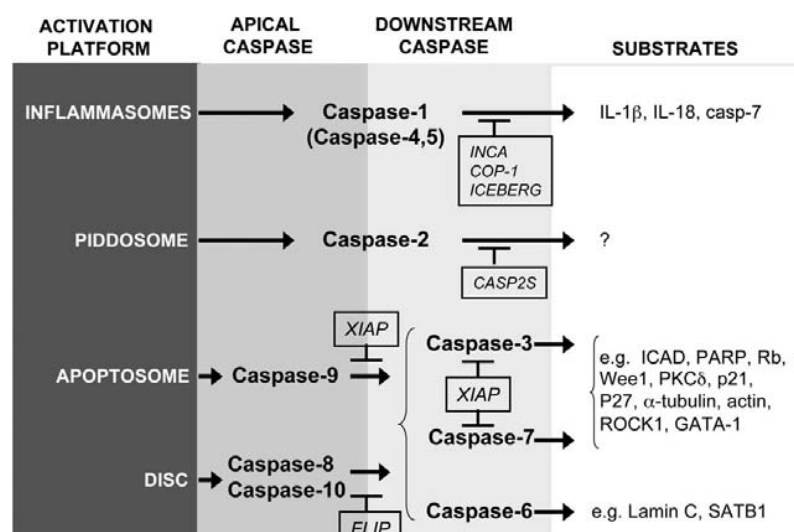 ACTIVATION PLATFORM
APICAL CASPASE
DOWNSTREAM CASPASE
SUBSTRATES
INFLAMMASOMES
Caspase-1
(Caspase-4,5)
INCA
COP-1
ICEBERG
IL-1β, IL-18, casp-7
PIDDOSOME
Caspase-2
CASP2S
?
APOPTOSOME
Caspase-9
XIAP
Caspase-3
XIAP
Caspase-7
e.g. ICAD, PARP, Rb,
Wee1, PKCδ, p21,
P27, α-tubulin, actin,
ROCK1, GATA-1
DISC
Caspase-8
Caspase-10
FLIP
Caspase-6
e.g. Lamin C, SATB1